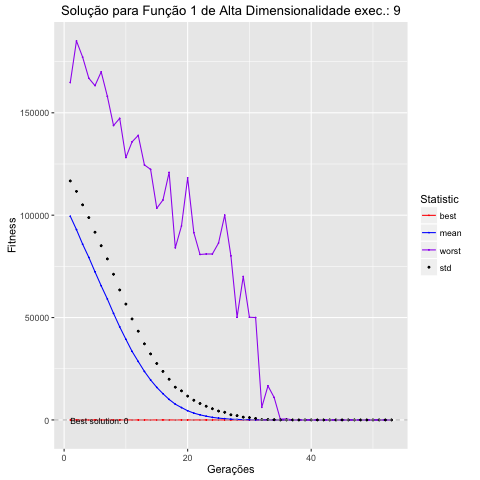 Solução para Função 1 de Alta Dimensionalidade exec.: 9
Fitness
150000
100000
50000
0
Best solution: 0
0
20
40
Gerações
Statistic
best
mean
worst
std